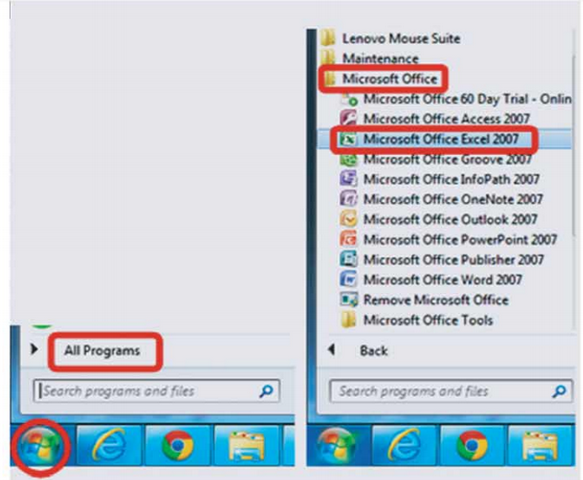 All Programs
Search programs and files
Lenovo Mouse Suite
Maintenance
Microsoft Office
Microsoft Office 60 Day Trial - Onlin
Microsoft Office Access 2007
Microsoft Office Excel 2007
Microsoft Office Groove 2007
Microsoft Office InfoPath 2007
Microsoft Office OneNote 2007
Microsoft Office Outlook 2007
Microsoft Office PowerPoint 2007
Microsoft Office Publisher 2007
Microsoft Office Word 2007
Remove Microsoft Office
Microsoft Office Tools
Back
Search programs and files